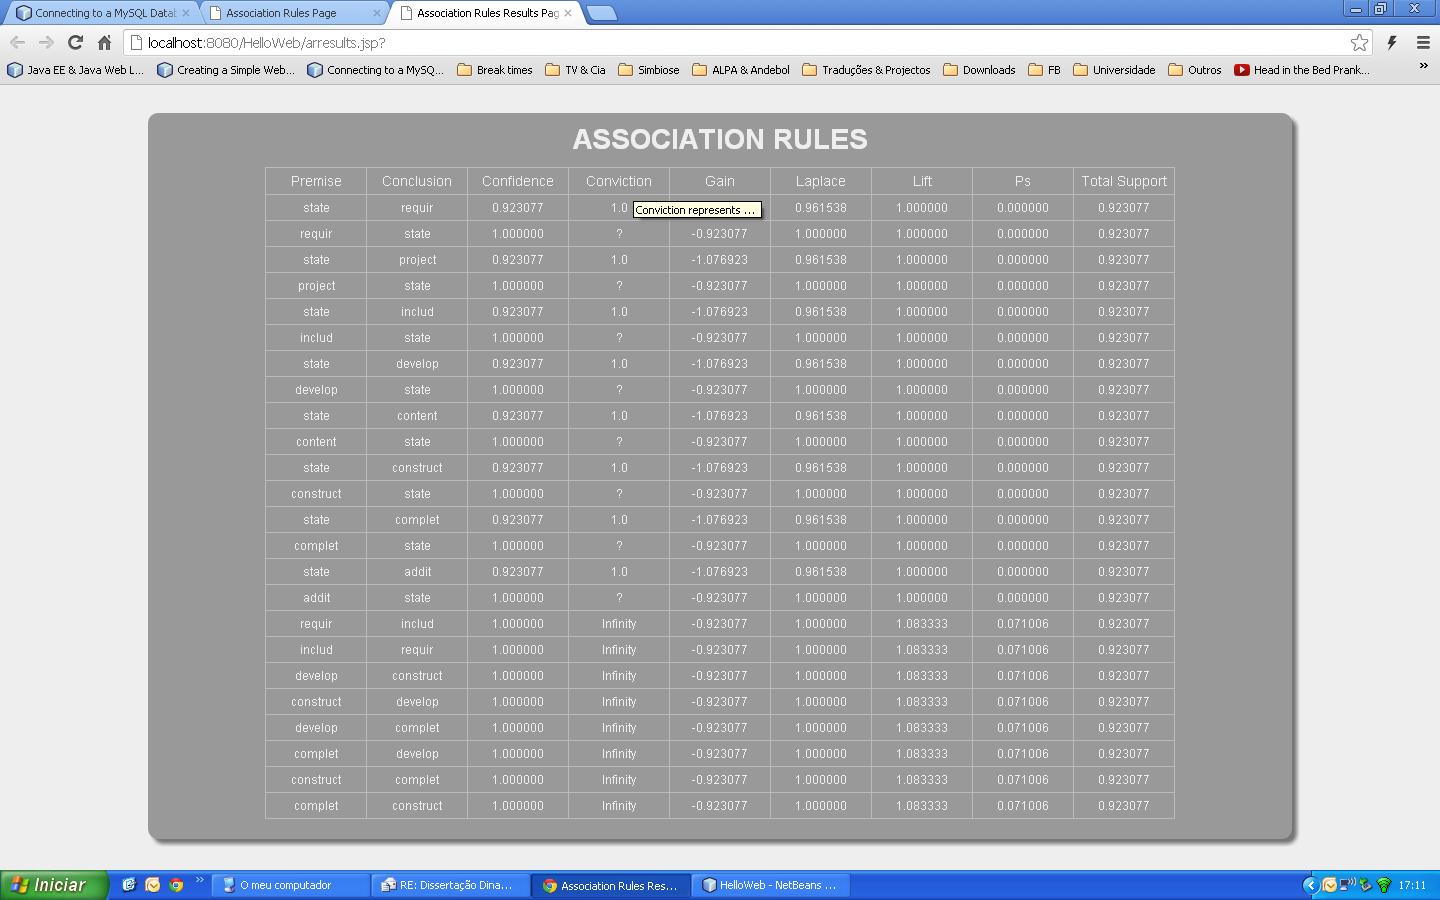 Connecting to a MySQL Datab
Association Rules Page
Association Rules Results Pag
localhost:8080/HelloWeb/arresults.jsp?
Java EE & Java Web L... Creating a Simple Web... Connecting to a MySQ... Break times TV & Cia Simbiose ALPA & Andebol Traduções & Projectos Downloads FB Universidade Outros Head in the Bed Prank... »
ASSOCIATION RULES
Premise Conclusion Confidence Conviction Gain Laplace Lift Ps Total Support
state requir 0.923077 1.0 Conviction represents ... 0.961538 1.000000 0.000000 0.923077
requir state 1.000000 ? -0.923077 1.000000 1.000000 0.000000 0.923077
state project 0.923077 1.0 -1.076923 0.961538 1.000000 0.000000 0.923077
project state 1.000000 ? -0.923077 1.000000 1.000000 0.000000 0.923077
state includ 0.923077 1.0 -1.076923 0.961538 1.000000 0.000000 0.923077
includ state 1.000000 ? -0.923077 1.000000 1.000000 0.000000 0.923077
state develop 0.923077 1.0 -1.076923 0.961538 1.000000 0.000000 0.923077
develop state 1.000000 ? -0.923077 1.000000 1.000000 0.000000 0.923077
state content 0.923077 1.0 -1.076923 0.961538 1.000000 0.000000 0.923077
content state 1.000000 ? -0.923077 1.000000 1.000000 0.000000 0.923077
state construct 0.923077 1.0 -1.076923 0.961538 1.000000 0.000000 0.923077
construct state 1.000000 ? -0.923077 1.000000 1.000000 0.000000 0.923077
state complet 0.923077 1.0 -1.076923 0.961538 1.000000 0.000000 0.923077
complet state 1.000000 ? -0.923077 1.000000 1.000000 0.000000 0.923077
state addit 0.923077 1.0 -1.076923 0.961538 1.000000 0.000000 0.923077
addit state 1.000000 ? -0.923077 1.000000 1.000000 0.000000 0.923077
requir includ 1.000000 Infinity -0.923077 1.000000 1.083333 0.071006 0.923077
includ requir 1.000000 Infinity -0.923077 1.000000 1.083333 0.071006 0.923077
develop construct 1.000000 Infinity -0.923077 1.000000 1.083333 0.071006 0.923077
construct develop 1.000000 Infinity -0.923077 1.000000 1.083333 0.071006 0.923077
develop complet 1.000000 Infinity -0.923077 1.000000 1.083333 0.071006 0.923077
complet develop 1.000000 Infinity -0.923077 1.000000 1.083333 0.071006 0.923077
construct complet 1.000000 Infinity -0.923077 1.000000 1.083333 0.071006 0.923077
complet construct 1.000000 Infinity -0.923077 1.000000 1.083333 0.071006 0.923077
Iniciar » O meu computador RE: Dissertação Dina... Association Rules Res... HelloWeb - NetBeans ... 17:11